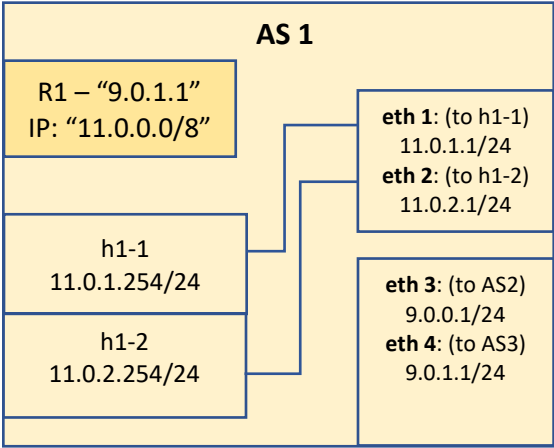 AS 1
R1 – “9.0.1.1”
IP: “11.0.0.0/8”
eth 1: (to h1-1)
11.0.1.1/24
eth 2: (to h1-2)
11.0.2.1/24
h1-1
11.0.1.254/24
h1-2
11.0.2.254/24
eth 3: (to AS2)
9.0.0.1/24
eth 4: (to AS3)
9.0.1.1/24